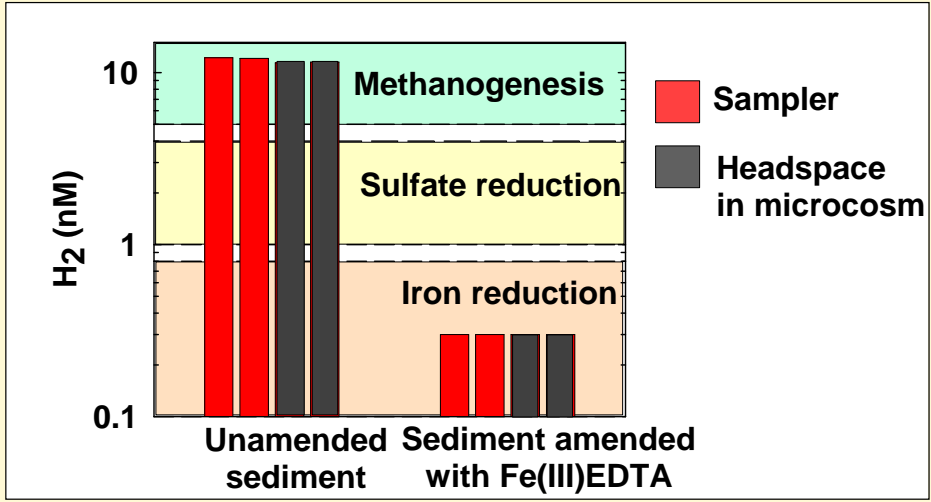 H2 (nM)
10
1
0.1
Methanogenesis
Sulfate reduction
Iron reduction
Unamended
sediment
Sediment amended
with Fe(III)EDTA
Sampler
Headspace
in microcosm